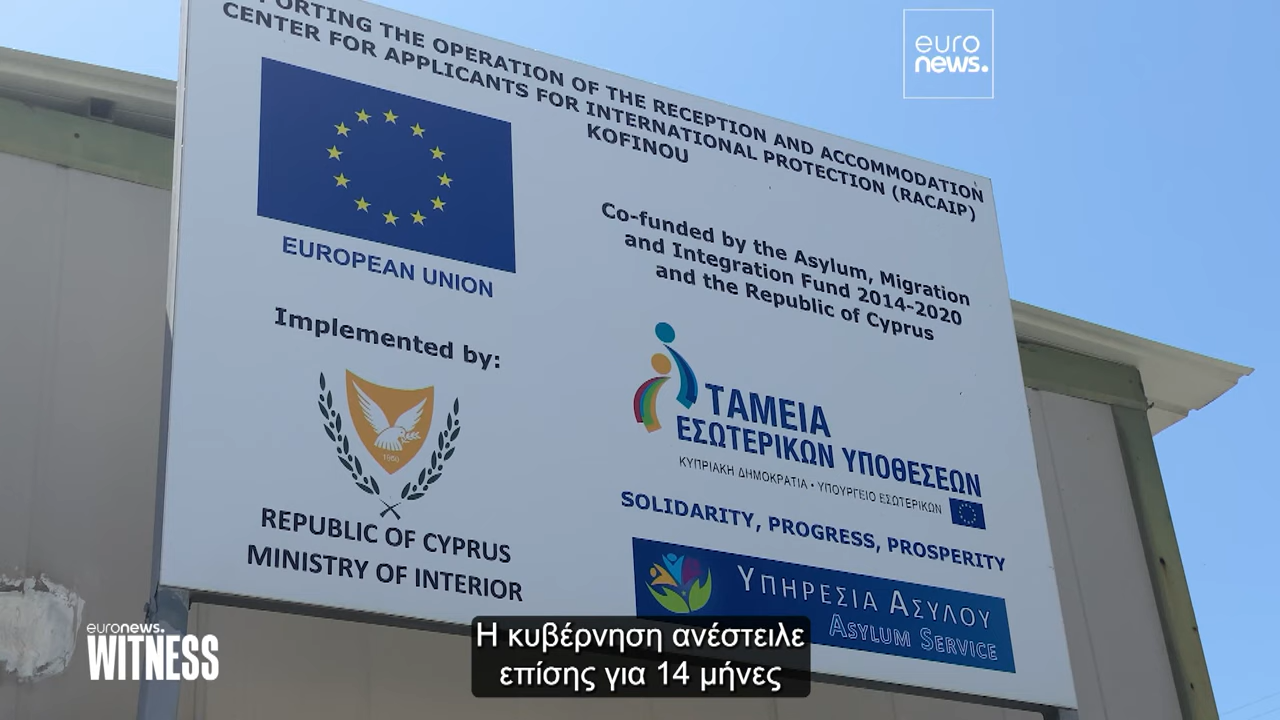 PORTING THE OPERATION OF THE RECEPTION AND ACCOMMODATION
CENTER FOR APPLICANTS FOR INTERNATIONAL PROTECTION (RACAIP)
KOFINOU
EUROPEAN UNION
Co-funded by the Asylum, Migration
and Integration Fund 2014-2020
and the Republic of Cyprus
Implemented by:
1960
REPUBLIC OF CYPRUS
MINISTRY OF INTERIOR
ΤΑΜΕΙΑ
ΕΣΩΤΕΡΙΚΩΝ ΥΠΟΘΕΣΕΩΝ
ΚΥΠΡΙΑΚΗ ΔΗΜΟΚΡΑΤΙΑ • ΥΠΟΥΡΓΕΙΟ ΕΣΩΤΕΡΙΚΩΝ
SOLIDARITY, PROGRESS, PROSPERITY
ΥΠΗΡΕΣΙΑ ΑΣΥΛΟΥ
ASYLUM SERVICE
euro
news.
euronews.
WITNESS
Η κυβέρνηση ανέστειλε
επίσης για 14 μήνες